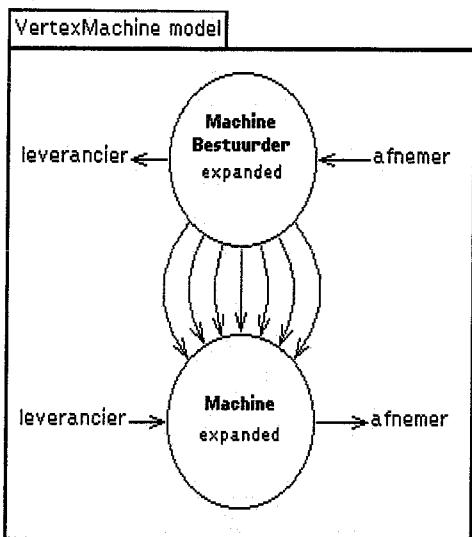 VertexMachine model
Machine
Bestuurder
expanded
leverancier
afnemer
Machine
expanded
leverancier
afnemer